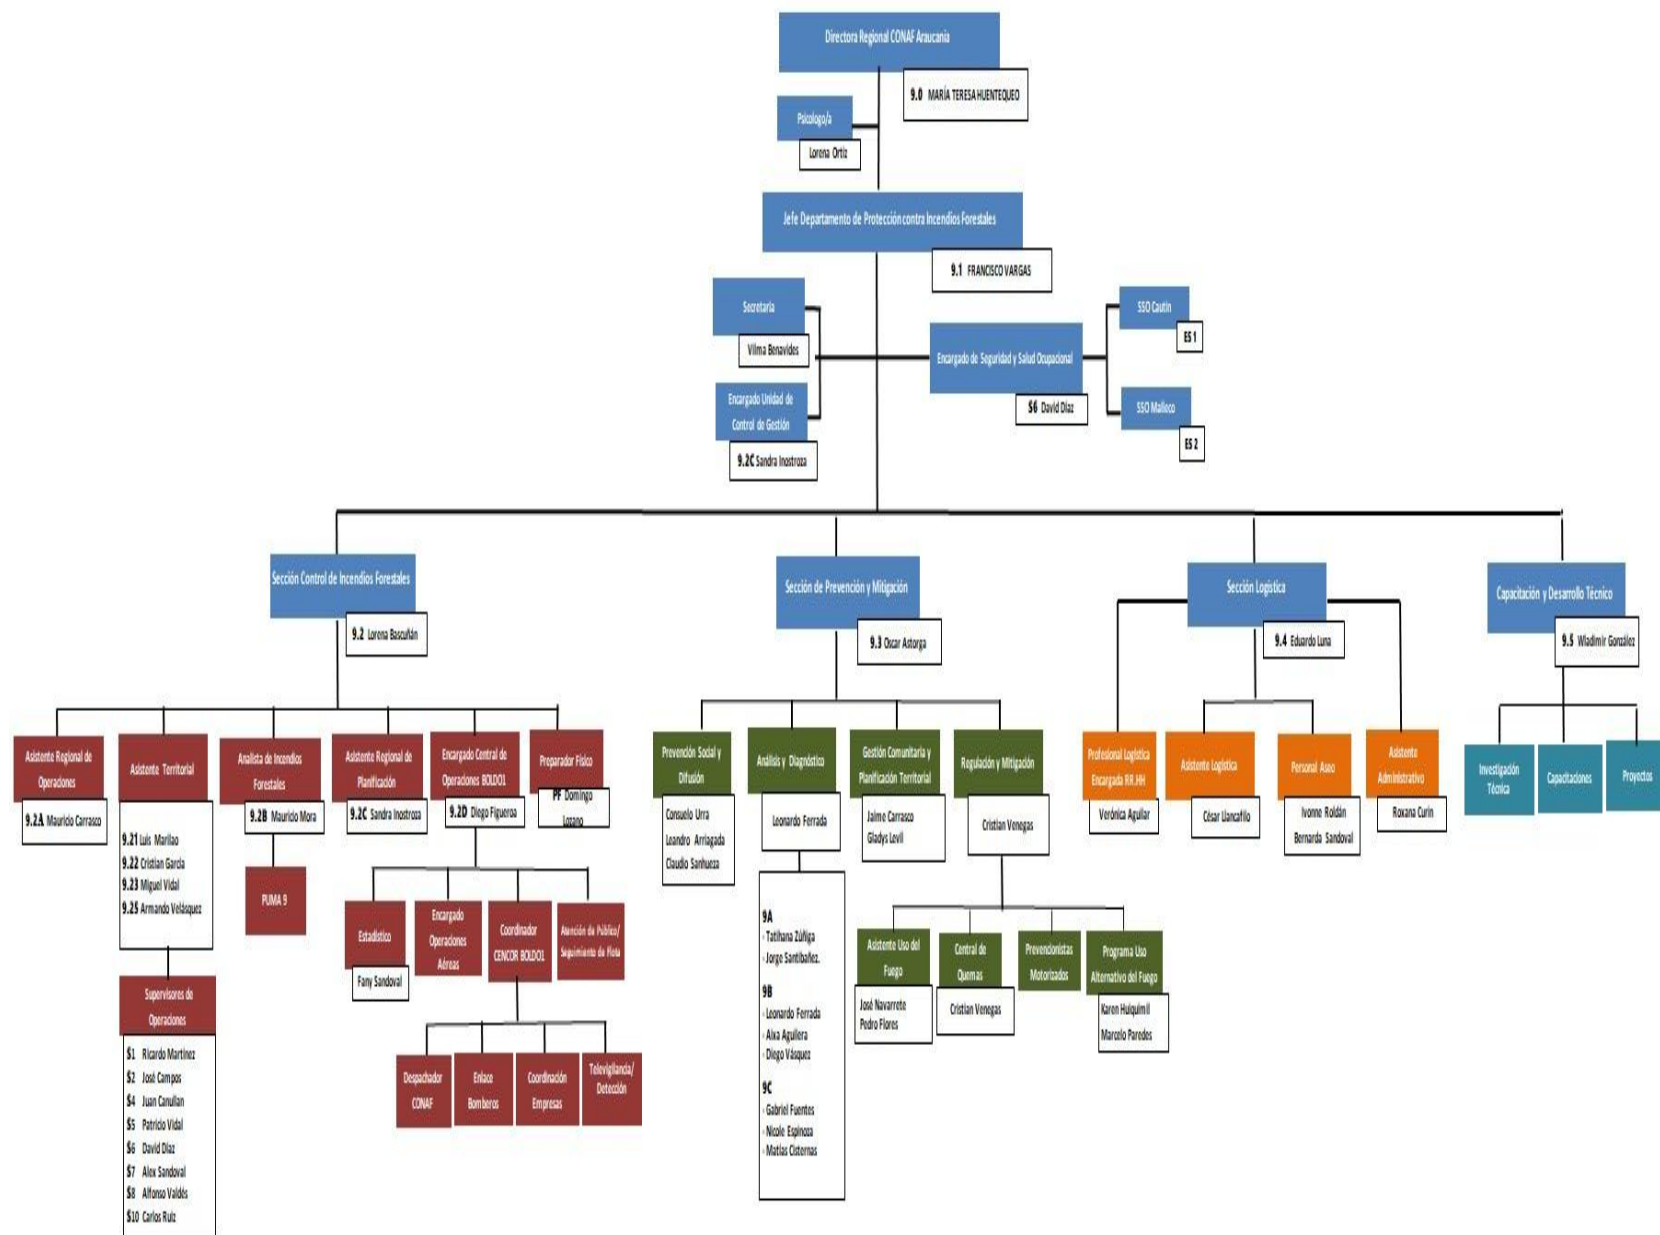 Directora Regional CONAF Araucania
9.0 MARÍA TERESA HUENTEQUEO
Psicologo/a
Lorena Ortiz
Jefe Departamento de Protección contra Incendios Forestales
9.1 FRANCISCO VARGAS
Secretaria
Vilma Benavides
Encargado Unidad de
Control de Gestión
9.2C Sandra Inostroza
Encargado de Seguridad y Salud Ocupacional
S6 David Díaz
SSO Cautín
ES 1
SSO Malleco
ES 2
Sección Control de Incendios Forestales
9.2 Lorena Bascuñán
Sección de Prevención y Mitigación
9.3 Oscar Astorga
Sección Logística
9.4 Eduardo Luna
Capacitación y Desarrollo Técnico
9.5 Wladimir González
Asistente Regional de
Operaciones
9.2A Mauricio Carrasco
Asistente Territorial
9.21 Luis Marilao
9.22 Cristian García
9.23 Miguel Vidal
9.25 Armando Velásquez
Supervisores de
Operaciones
S1 Ricardo Martínez
S2 José Campos
S4 Juan Canullan
S5 Patricio Vidal
S6 David Díaz
S7 Alex Sandoval
S8 Alfonso Valdés
S10 Carlos Ruiz
Analista de Incendios
Forestales
9.2B Mauricio Mora
PUMA 9
Asistente Regional de
Planificación
9.2C Sandra Inostroza
Encargado Central de
Operaciones BOLDO1
9.2D Diego Figueroa
Preparador Físico
PF Domingo
Lozano
Estadístico
Fany Sandoval
Encargado
Operaciones
Aéreas
Coordinador
CENCOR BOLDO1
Atención de Público/
Seguimiento de Flota
Despachador
CONAF
Enlace
Bomberos
Coordinación
Empresas
Televigilancia/
Detección
Prevención Social y
Difusión
Consuelo Urra
Leandro Arriagada
Claudio Sanhueza
Análisis y Diagnóstico
Leonardo Ferrada
9A
- Tatihana Zúñiga
- Jorge Santibañez.
9B
- Leonardo Ferrada
- Aixa Aguilera
- Diego Vásquez
9C
- Gabriel Fuentes
- Nicole Espinoza
- Matías Cisternas
Gestión Comunitaria y
Planificación Territorial
Jaime Carrasco
Gladys Levil
Regulación y Mitigación
Cristian Venegas
Asistente Uso del
Fuego
José Navarrete
Pedro Flores
Central de
Quemas
Cristian Venegas
Prevencionistas
Motorizados
Programa Uso
Alternativo del Fuego
Karen Huiquimil
Marcelo Paredes
Profesional Logística
Encargada RR.HH
Verónica Aguilar
Asistente Logística
César Llancafilo
Personal Aseo
Ivonne Roldán
Bernarda Sandoval
Asistente
Administrativo
Roxana Curin
Investigación
Técnica
Capacitaciones
Proyectos